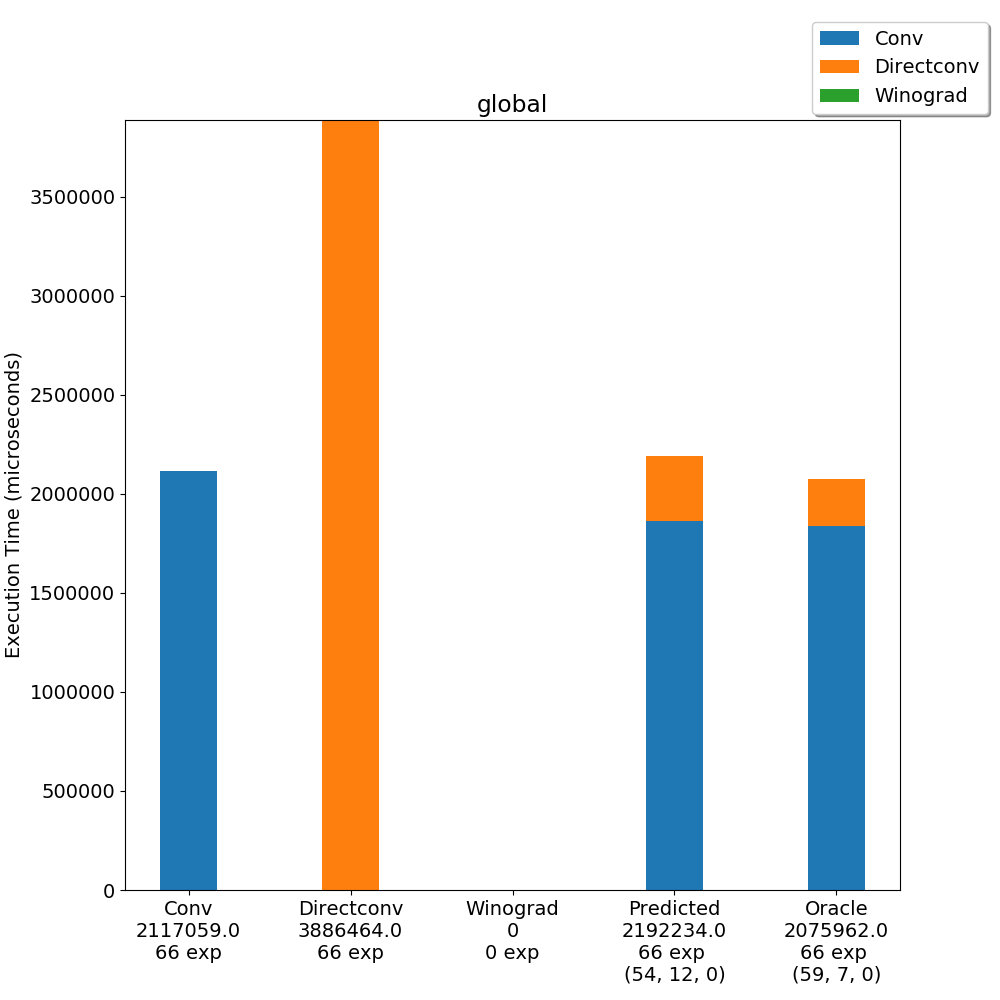 Conv
Directconv
Winograd
global
Execution Time (microseconds)
3500000
3000000
2500000
2000000
1500000
1000000
500000
0
Conv Directconv Winograd Predicted Oracle
2117059.0 3886464.0 0 2192234.0 2075962.0
66 exp 66 exp 0 exp 66 exp 66 exp
(54, 12, 0) (59, 7, 0)